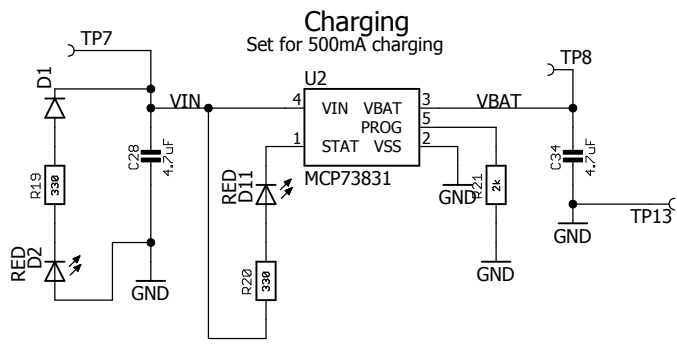 Charging
Set for 500mA charging
TP7
TP8
D1
U2
VIN
4
VIN
VBAT
3
VBAT
PROG
5
1
STAT
VSS
2
MCP73831
C28
4.7uF
C34
4.7uF
R19
330
RED
D11
GND
R21
2k
TP13
GND
RED
D2
R20
330
GND
GND